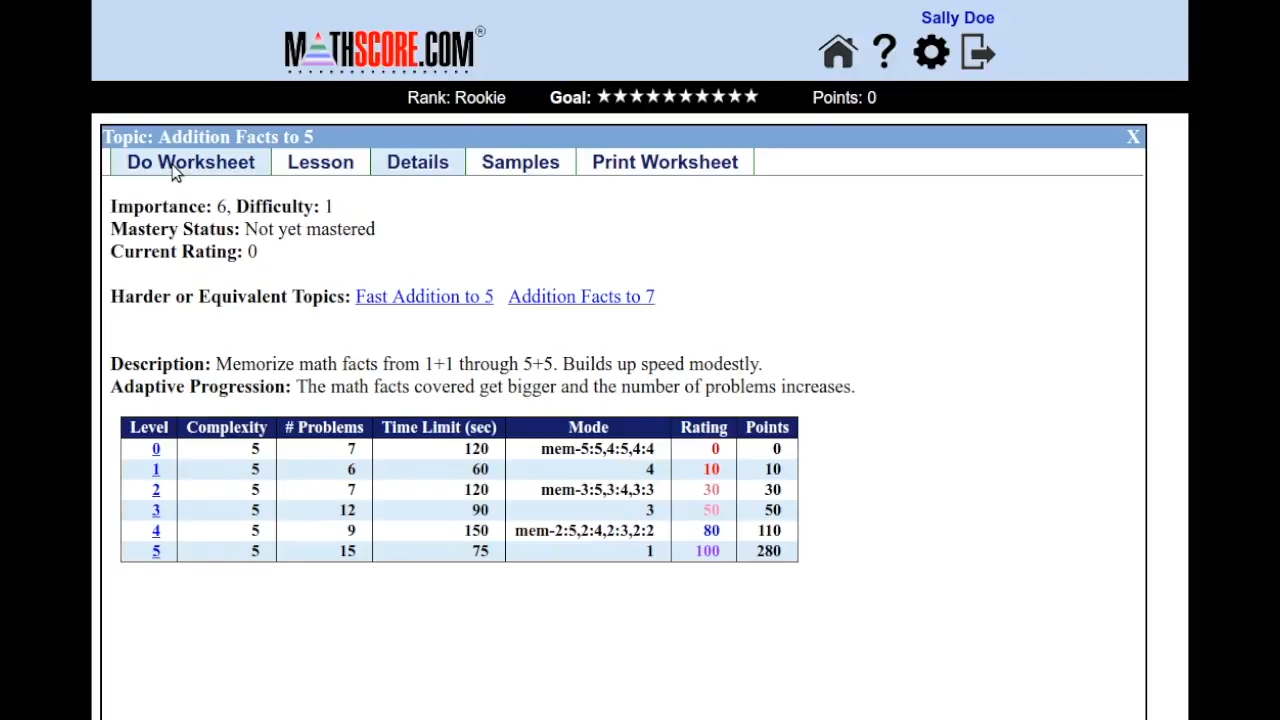 Sally Doe
MATHSCORE.COM®
Rank: Rookie Goal: ★★★★★★★★★★ Points: 0
Topic: Addition Facts to 5 X
Do Worksheet Lesson Details Samples Print Worksheet
Importance: 6, Difficulty: 1
Mastery Status: Not yet mastered
Current Rating: 0
Harder or Equivalent Topics: Fast Addition to 5 Addition Facts to 7
Description: Memorize math facts from 1+1 through 5+5. Builds up speed modestly.
Adaptive Progression: The math facts covered get bigger and the number of problems increases.
Level Complexity # Problems Time Limit (sec) Mode Rating Points
0 5 7 120 mem-5:5,4:5,4:4 0 0
1 5 6 60 4 10 10
2 5 7 120 mem-3:5,3:4,3:3 30 30
3 5 12 90 3 50 50
4 5 9 150 mem-2:5,2:4,2:3,2:2 80 110
5 5 15 75 1 100 280